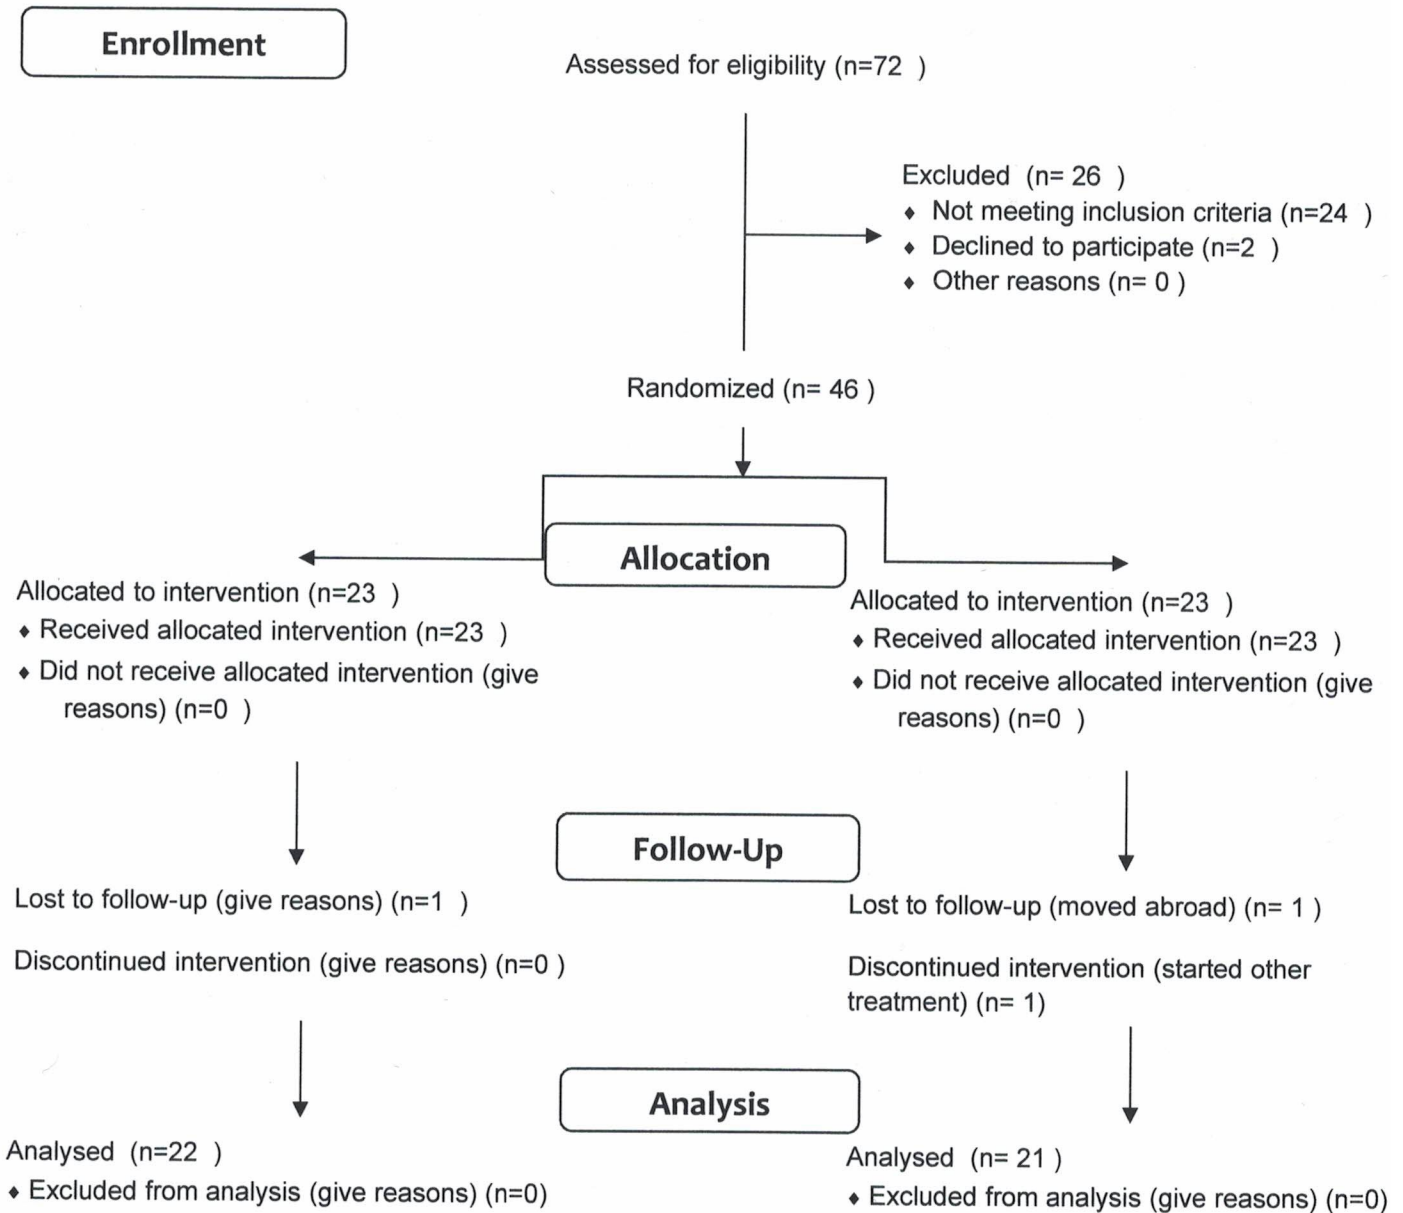 Enrollment
Assessed for eligibility (n=72 )
Excluded (n= 26 )
♦ Not meeting inclusion criteria (n=24 )
♦ Declined to participate (n=2 )
♦ Other reasons (n= 0 )
Randomized (n= 46 )
Allocation
Allocated to intervention (n=23 )
♦ Received allocated intervention (n=23 )
♦ Did not receive allocated intervention (give
reasons) (n=0 )
Allocated to intervention (n=23 )
♦ Received allocated intervention (n=23 )
♦ Did not receive allocated intervention (give
reasons) (n=0 )
Follow-Up
Lost to follow-up (give reasons) (n=1 )
Discontinued intervention (give reasons) (n=0 )
Lost to follow-up (moved abroad) (n= 1 )
Discontinued intervention (started other
treatment) (n= 1)
Analysis
Analysed (n=22 )
♦ Excluded from analysis (give reasons) (n=0)
Analysed (n= 21 )
♦ Excluded from analysis (give reasons) (n=0)